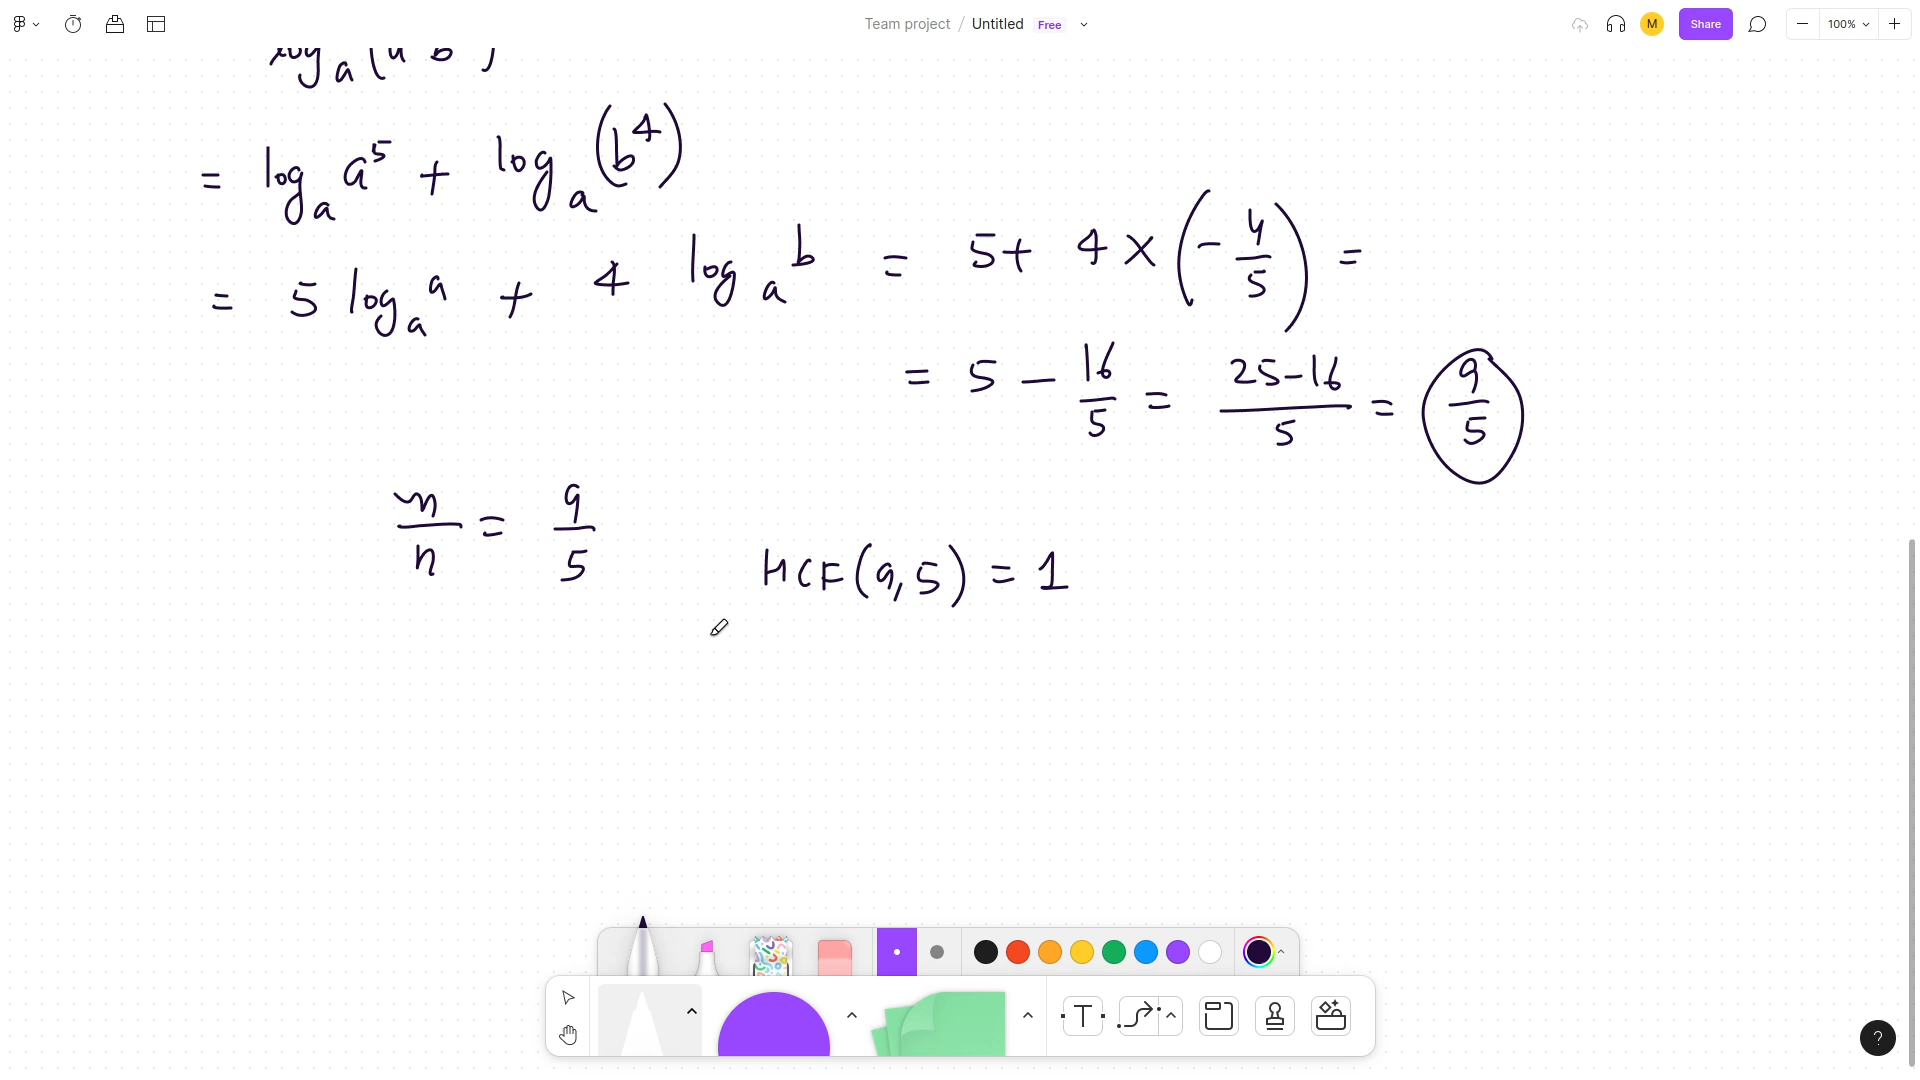 Team project / Untitled Free
M
Share
100%
= log_a a^5 + log_a (b^4)
= 5 log_a a + 4 log_a b = 5 + 4 × (- 4/5) =
= 5 - 16/5 = 25-16/5 = 9/5
m/n = 9/5
HCF(9,5) = 1
T
?